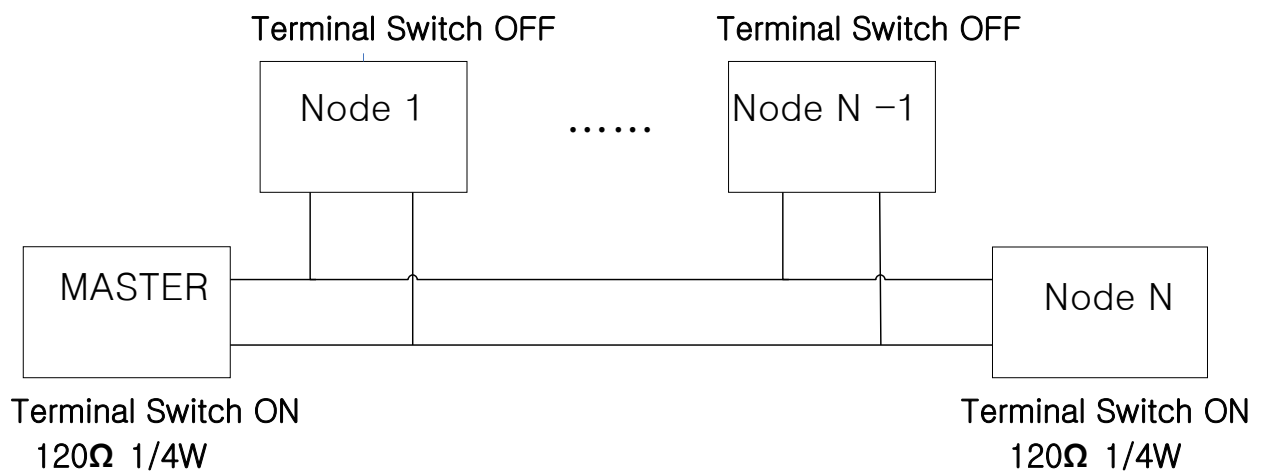 Terminal Switch OFF
Terminal Switch OFF
Node 1
......
Node N -1
MASTER
Node N
Terminal Switch ON
120Ω 1/4W
Terminal Switch ON
120Ω 1/4W